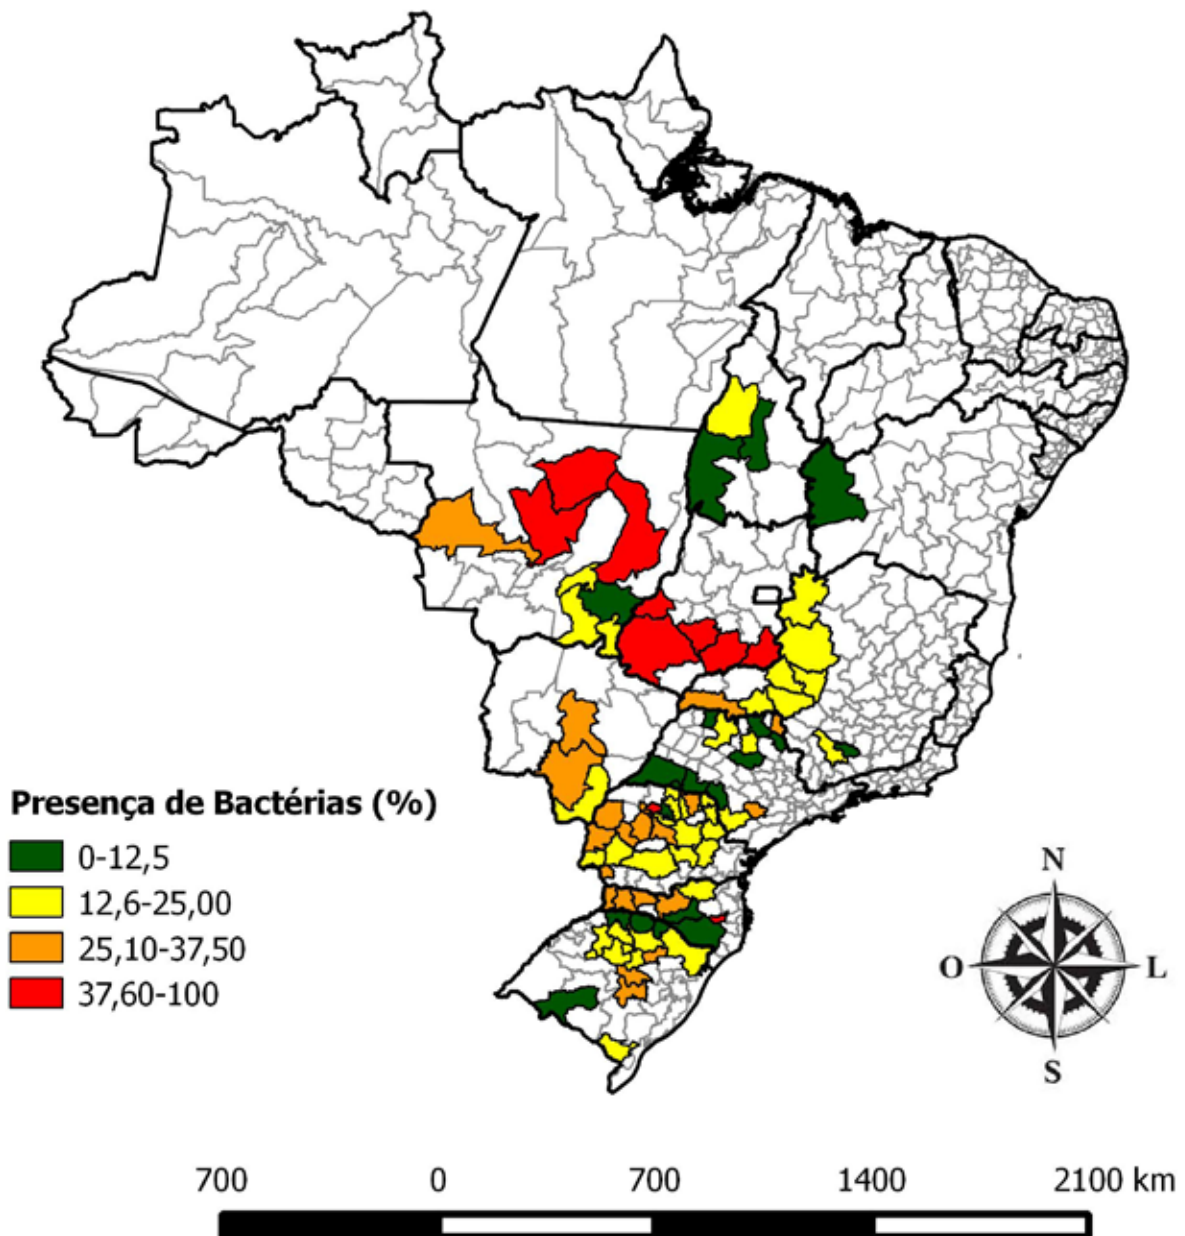 Presença de Bactérias (%)
0-12,5
12,6-25,00
25,10-37,50
37,60-100
N
O
L
S
700 0 700 1400 2100 km